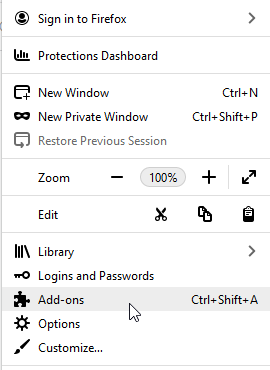 Sign in to Firefox
Protections Dashboard
New Window Ctrl+N
New Private Window Ctrl+Shift+P
Restore Previous Session
Zoom 100%
Edit
Library
Logins and Passwords
Add-ons Ctrl+Shift+A
Options
Customize...